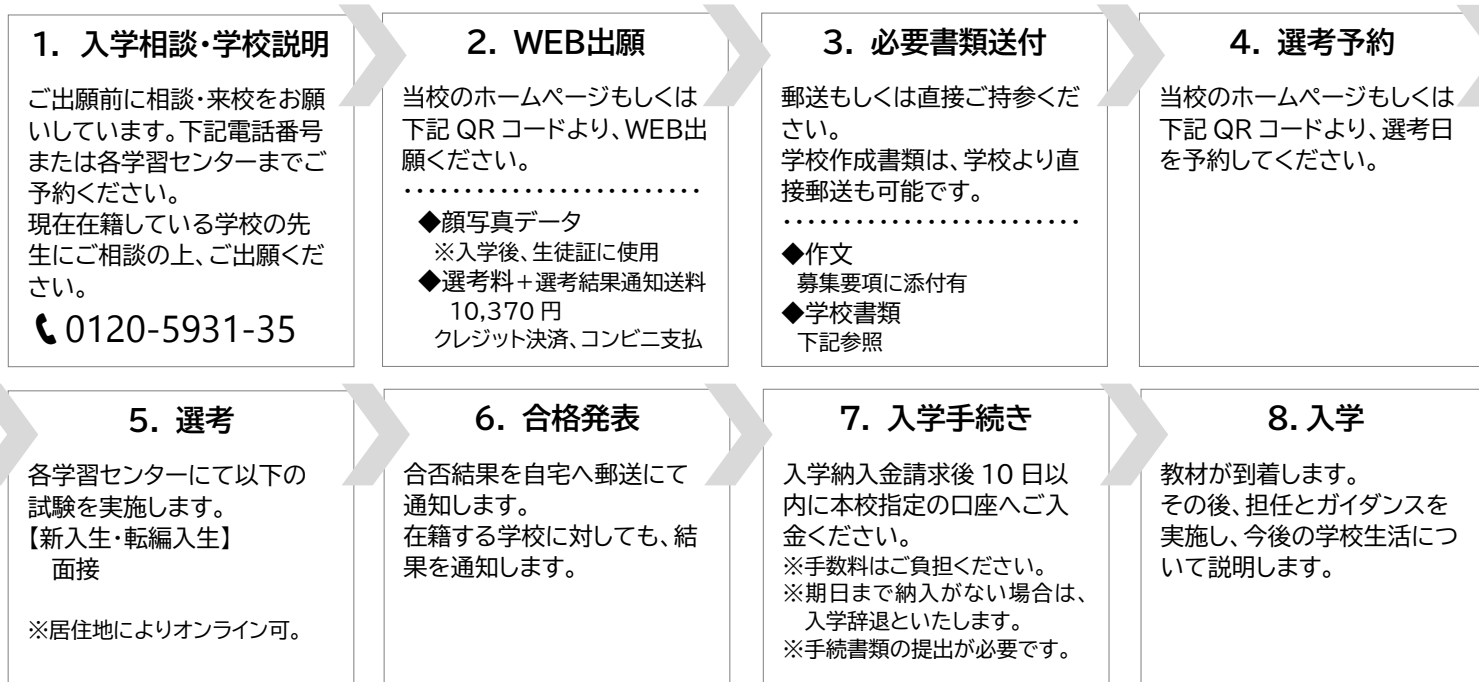 1. 入学相談・学校説明
ご出願前に相談・来校をお願
いしています。下記電話番号
または各学習センターまでご
予約ください。
現在在籍している学校の先
生にご相談の上、ご出願くだ
さい。
0120-5931-35
2. WEB出願
当校のホームページもしくは
下記 QR コードより、WEB出
願ください。
・・・・・・・・・・・・・・・・・・・・・・・・・
◆顔写真データ
※入学後、生徒証に使用
◆選考料+選考結果通知送料
10,370 円
クレジット決済、コンビニ支払
3. 必要書類送付
郵送もしくは直接ご持参くだ
さい。
学校作成書類は、学校より直
接郵送も可能です。
・・・・・・・・・・・・・・・・・・・・・・・・・
◆作文
募集要項に添付有
◆学校書類
下記参照
4. 選考予約
当校のホームページもしくは
下記 QR コードより、選考日
を予約してください。
5. 選考
各学習センターにて以下の
試験を実施します。
【新入生・転編入生】
面接
※居住地によりオンライン可。
6. 合格発表
合否結果を自宅へ郵送にて
通知します。
在籍する学校に対しても、結
果を通知します。
7. 入学手続き
入学納入金請求後 10 日以
内に本校指定の口座へご入
金ください。
※手数料はご負担ください。
※期日まで納入がない場合は、
入学辞退といたします。
※手続書類の提出が必要です。
8. 入学
教材が到着します。
その後、担任とガイダンスを
実施し、今後の学校生活につ
いて説明します。